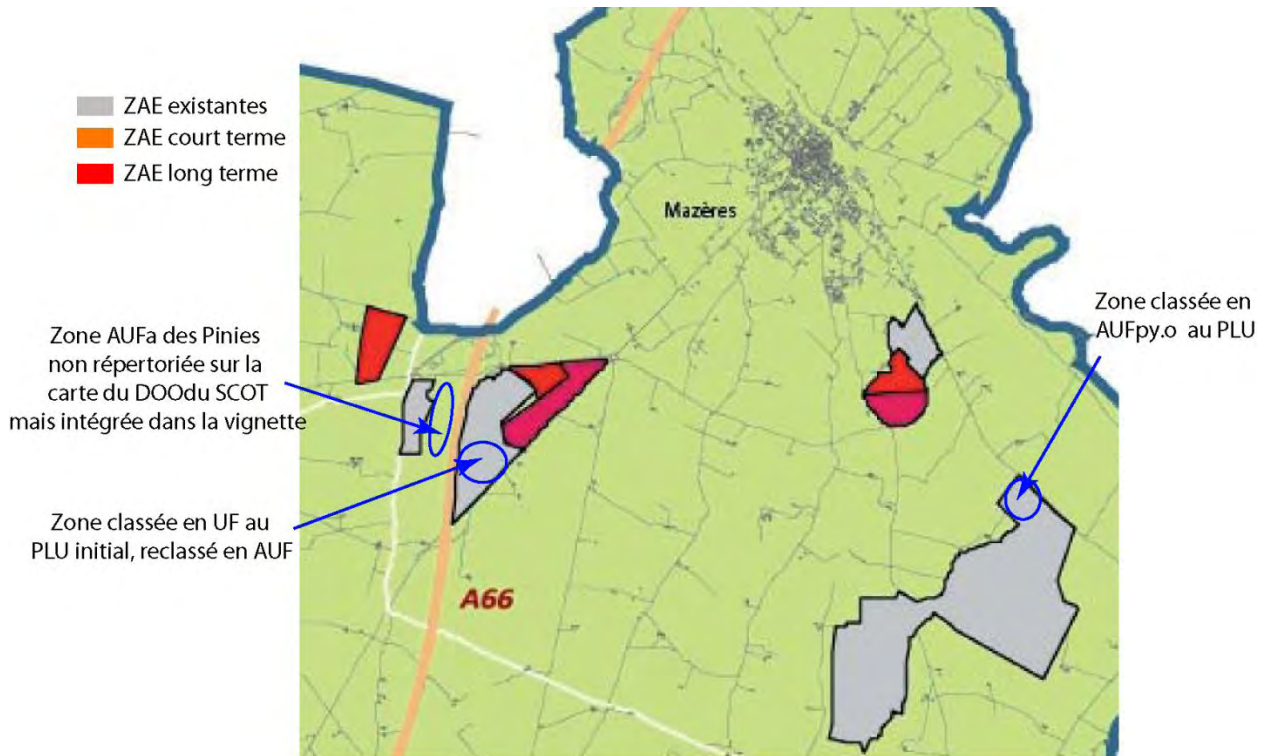 ZAE existantes
ZAE court terme
ZAE long terme
Mazères
Zone classée en
AUFpy.o au PLU
Zone AUFa des Pinies
non répertoriée sur la
carte du DOOdu SCOT
mais intégrée dans la vignette
Zone classée en UF au
PLU initial, reclassé en AUF
A66